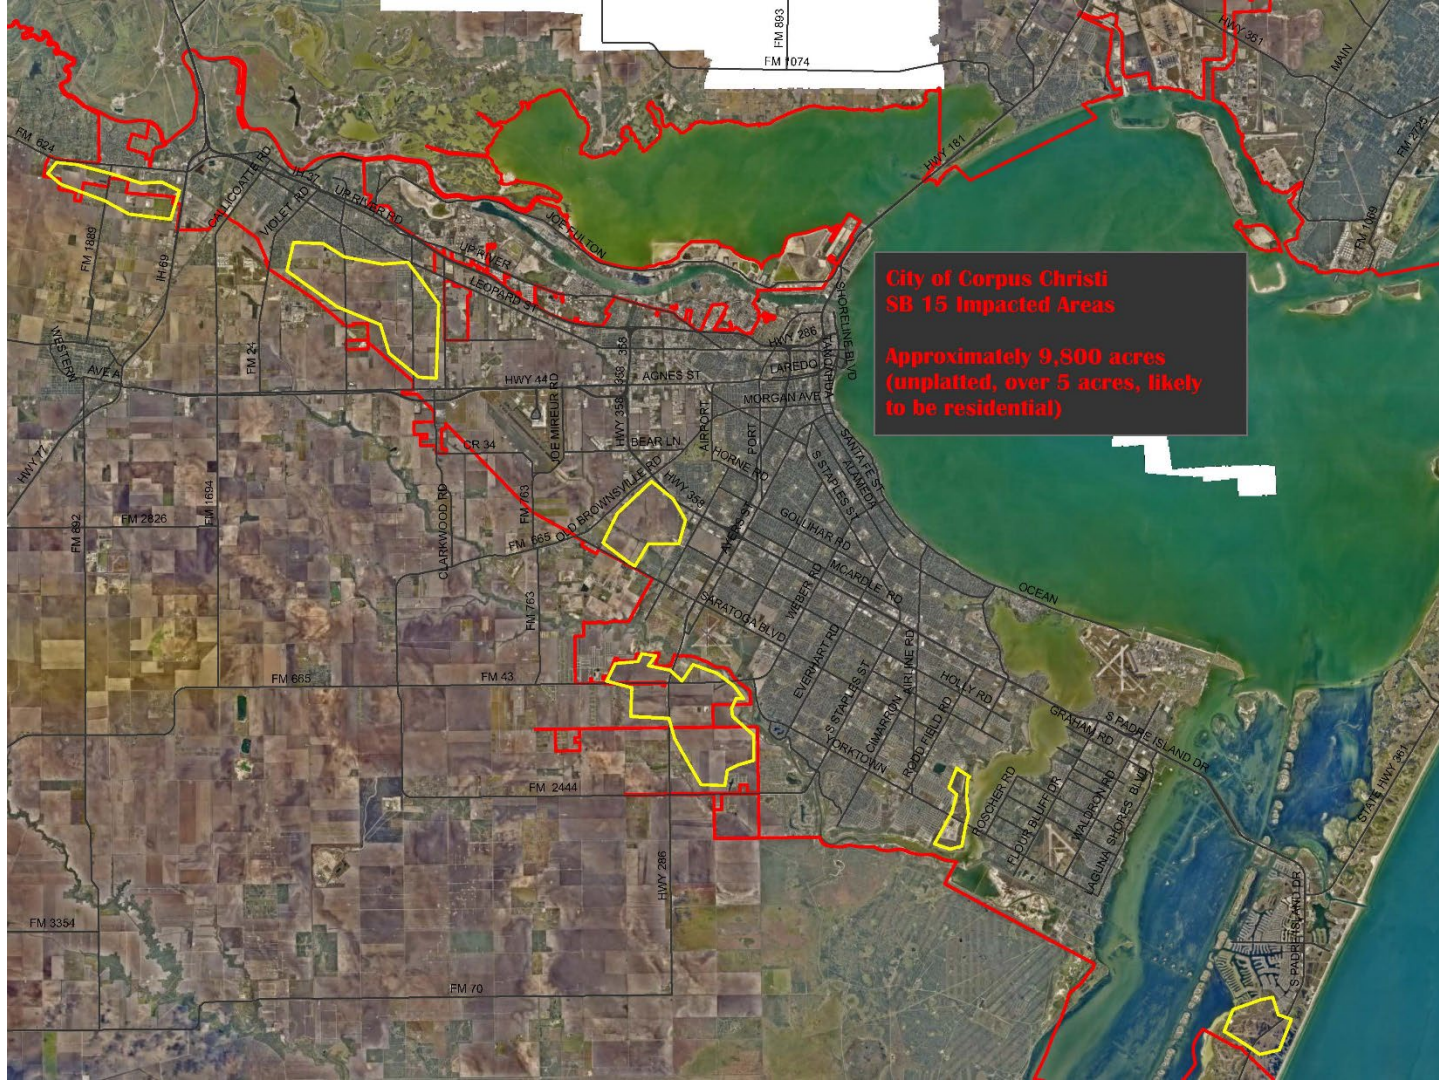 FM 893
HWY 361
FM 1074
MAIN
FM 624
FM 2725
HWY 181
CALLICOATTE RD
IH 37
VIOLET RD
UP RIVER RD
JOE FULTON
FM 1069
FM 1889
IH 69
UP RIVER
LEOPARD ST
City of Corpus Christi
SB 15 Impacted Areas
Approximately 9,800 acres
(unplatted, over 5 acres, likely
to be residential)
SHORELINE BLVD
HWY 286
TANCAHUA
WESTERN
AVE A
FM 24
358
358
LAREDO
HWY 44
AGNES ST
MORGAN AVE
JOE MIREUR RD
HWY 358
AIRPORT
PORT
BEAR LN
CR 34
HWY 77
HORNE RD
SANTA FE ST
ALAMEDA
S STAPLES ST
FM 1694
FM 763
OLD BROWNSVILLE RD
HWY 358
FM 892
FM 2826
CLARKWOOD RD
FM 665
AYERS ST
GOLLIHAR RD
MCARDLE RD
OCEAN
FM 763
SARATOGA BLVD
WEBER RD
EVERHART RD
AIRLINE RD
HOLLY RD
FM 665
FM 43
S STAPLES ST
CIMARRON
RODD FIELD RD
GRAHAM RD
S PADRE ISLAND DR
YORKTOWN
FM 2444
ROSCHER RD
FLOUR BLUFF DR
WALDRON RD
LAGUNA SHORES BLVD
STATE HWY 361
HWY 286
S PADRE ISLAND DR
FM 3354
FM 70